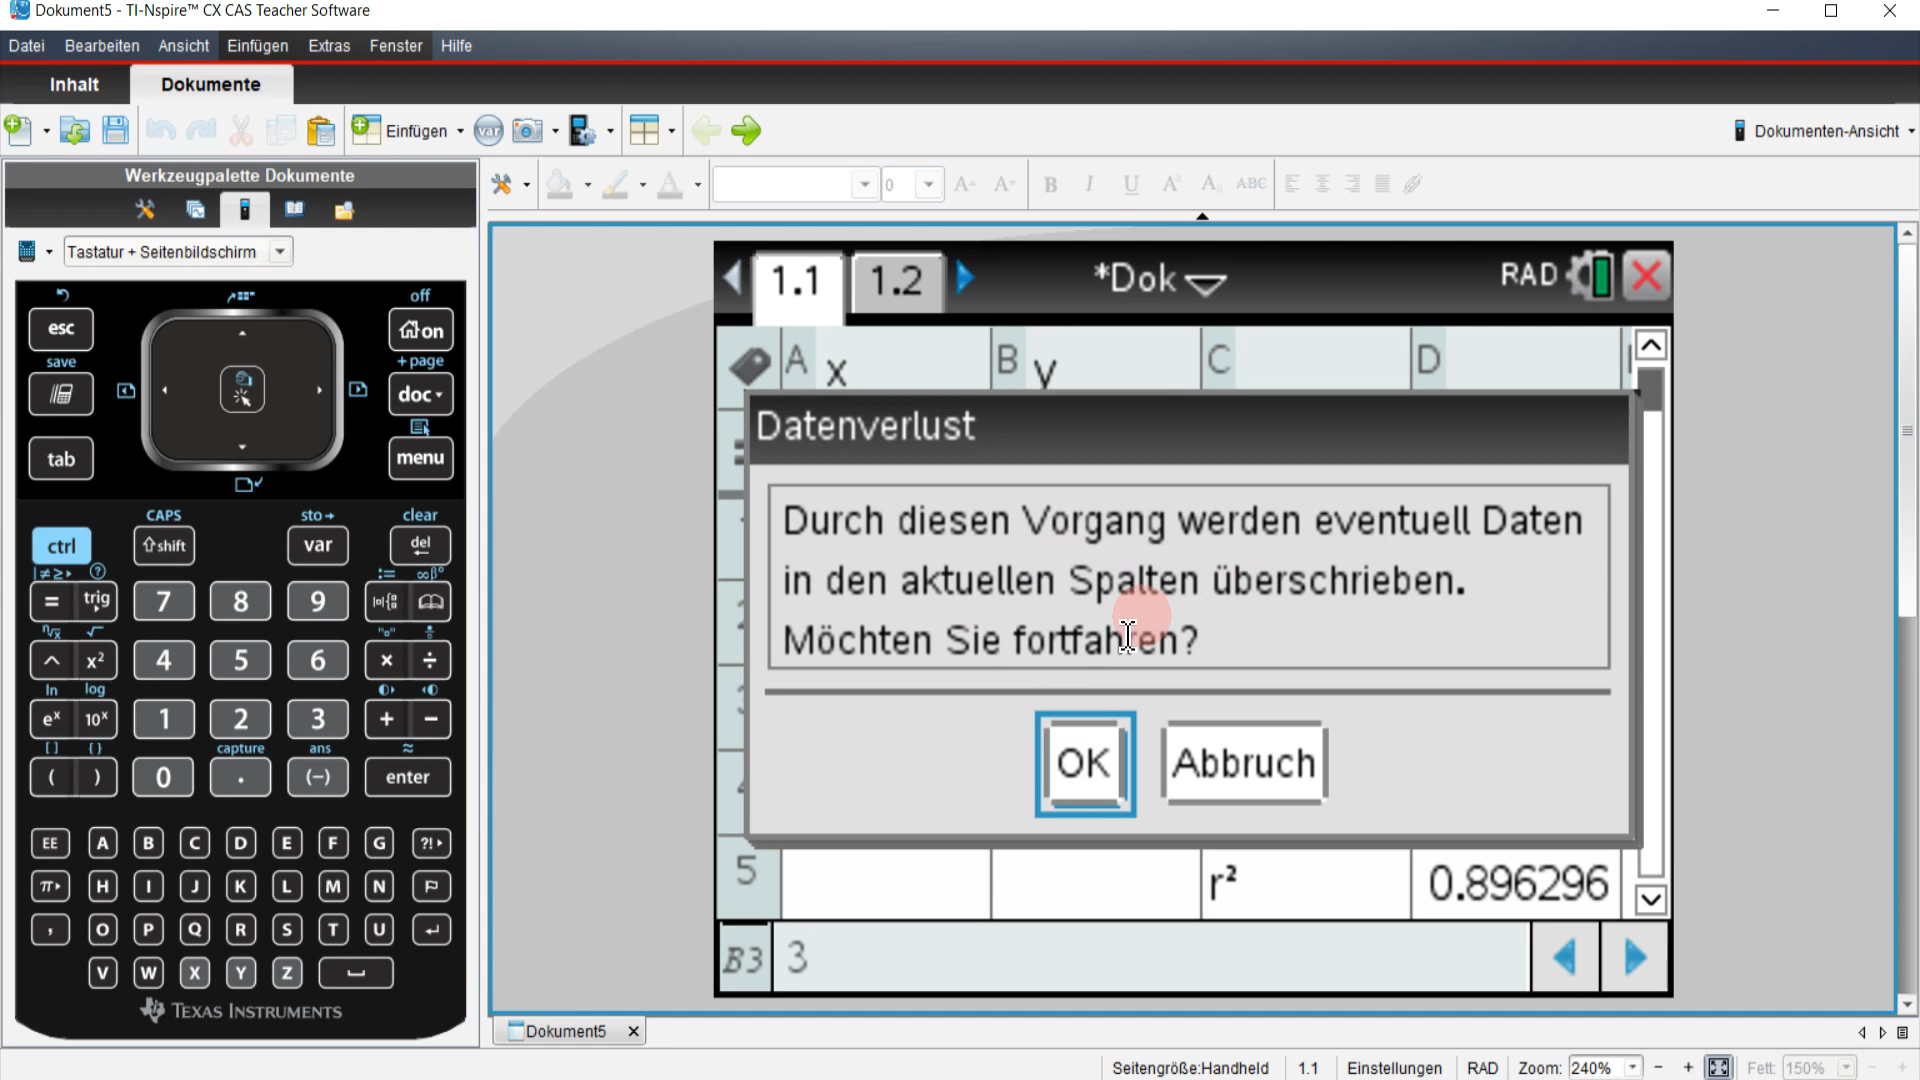 Dokument5 - TI-Nspire™ CX CAS Teacher Software
Datei Bearbeiten Ansicht Einfügen Extras Fenster Hilfe
Inhalt Dokumente
Einfügen var Dokumenten-Ansicht
Werkzeugpalette Dokumente
0 A A B I U A A ABC
Tastatur + Seitenbildschirm
off
esc on
save + page
doc
tab menu
CAPS sto→ clear
ctrl shift var del
|≠≥▸ ? := ∞β°
= trig 7 8 9
ⁿ√x √ "▫"
^ x² 4 5 6 × ÷
ln log
eˣ 10ˣ 1 2 3 + −
[ ] { } capture ans ≈
( ) 0 . (−) enter
EE A B C D E F G ?!▸
π▸ H I J K L M N
, O P Q R S T U
V W X Y Z
TEXAS INSTRUMENTS
1.1 1.2 *Dok RAD
A x B y C D
Datenverlust
Durch diesen Vorgang werden eventuell Daten
in den aktuellen Spalten überschrieben.
Möchten Sie fortfahren?
OK Abbruch
5 r² 0.896296
B3 3
Dokument5
Seitengröße:Handheld 1.1 Einstellungen RAD Zoom: 240% − + Fett: 150% − +